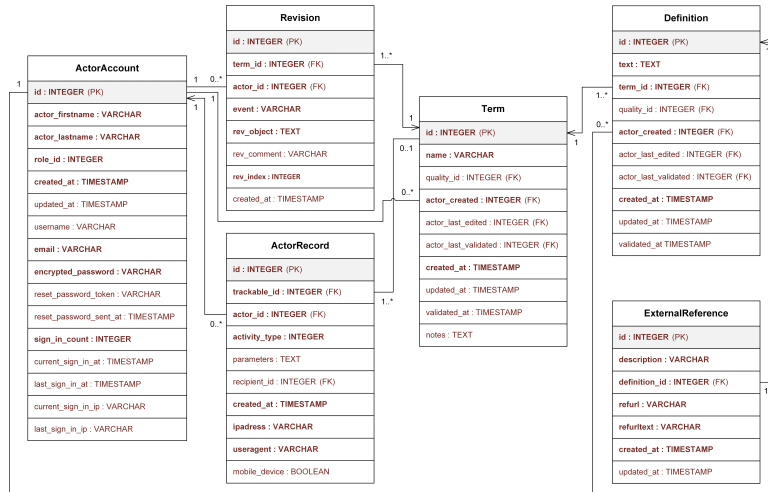 ActorAccount
id : INTEGER (PK)
actor_firstname : VARCHAR
actor_lastname : VARCHAR
role_id : INTEGER
created_at : TIMESTAMP
updated_at : TIMESTAMP
username : VARCHAR
email : VARCHAR
encrypted_password : VARCHAR
reset_password_token : VARCHAR
reset_password_sent_at : TIMESTAMP
sign_in_count : INTEGER
current_sign_in_at : TIMESTAMP
last_sign_in_at : TIMESTAMP
current_sign_in_ip : VARCHAR
last_sign_in_ip : VARCHAR
1
1
0..*
1
1
0..*
Revision
id : INTEGER (PK)
term_id : INTEGER (FK)
actor_id : INTEGER (FK)
event : VARCHAR
rev_object : TEXT
rev_comment : VARCHAR
rev_index : INTEGER
created_at : TIMESTAMP
ActorRecord
id : INTEGER (PK)
trackable_id : INTEGER (FK)
actor_id : INTEGER (FK)
activity_type : INTEGER
parameters : TEXT
recipient_id : INTEGER (FK)
created_at : TIMESTAMP
ipadress : VARCHAR
useragent : VARCHAR
mobile_device : BOOLEAN
1..*
1
0..1
0..*
1..*
Term
id : INTEGER (PK)
name : VARCHAR
quality_id : INTEGER (FK)
actor_created : INTEGER (FK)
actor_last_edited : INTEGER (FK)
actor_last_validated : INTEGER (FK)
created_at : TIMESTAMP
updated_at : TIMESTAMP
validated_at : TIMESTAMP
notes : TEXT
1..*
0..*
1
Definition
id : INTEGER (PK)
text : TEXT
term_id : INTEGER (FK)
quality_id : INTEGER (FK)
actor_created : INTEGER (FK)
actor_last_edited : INTEGER (FK)
actor_last_validated : INTEGER (FK)
created_at : TIMESTAMP
updated_at : TIMESTAMP
validated_at TIMESTAMP
1
ExternalReference
id : INTEGER (PK)
description : VARCHAR
definition_id : INTEGER (FK)
refurl : VARCHAR
refurltext : VARCHAR
created_at : TIMESTAMP
updated_at : TIMESTAMP
1